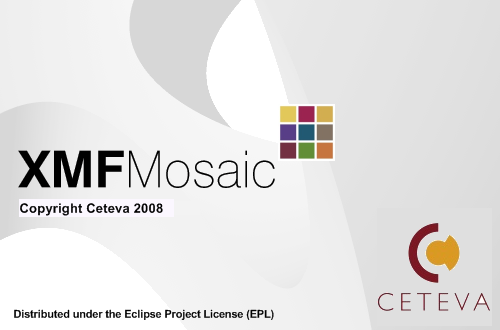 XMFMosaic
Copyright Ceteva 2008
CETEVA
Distributed under the Eclipse Project License (EPL)